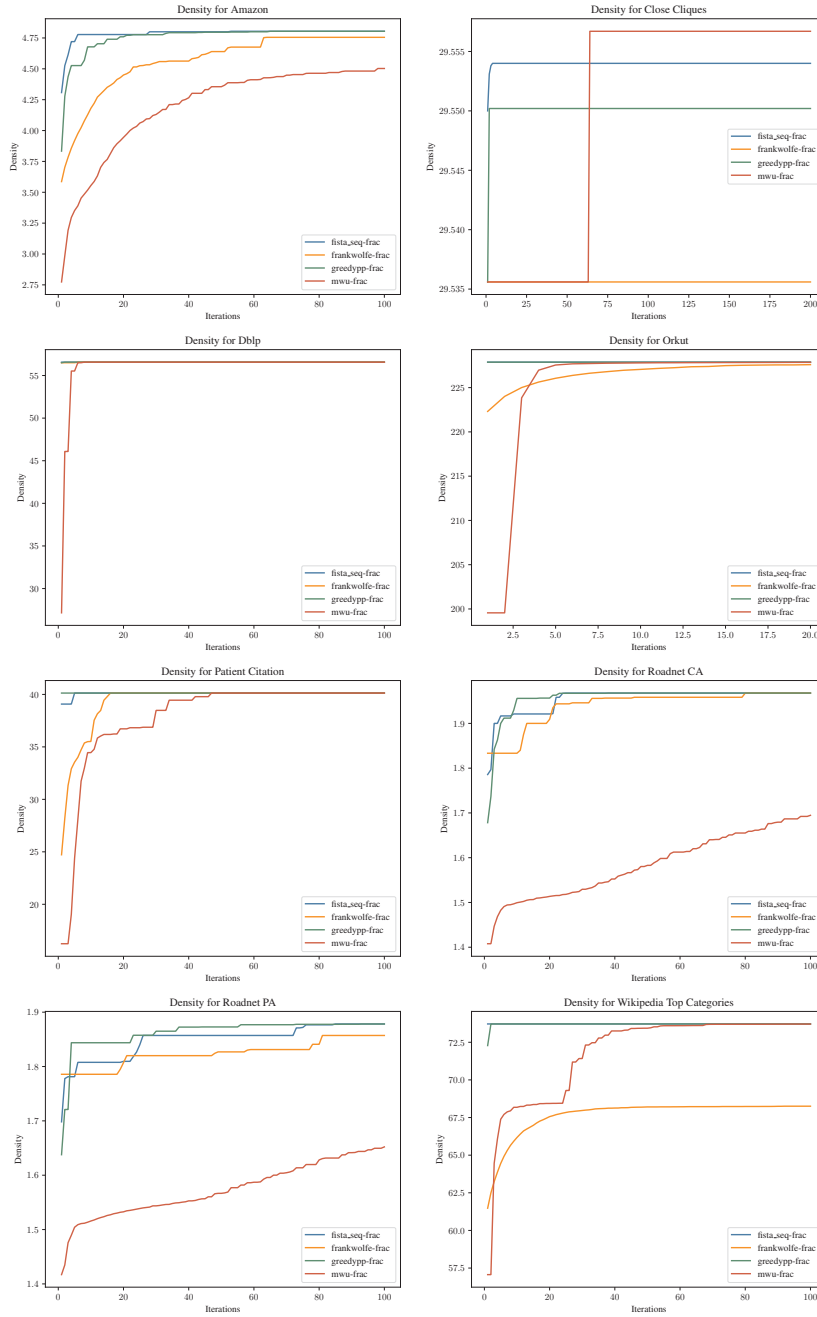 Density for Amazon
4.75
4.50
4.25
4.00
3.75
3.50
3.25
3.00
2.75
Density
0
20
40
60
80
100
Iterations
fista_seq-frac
frankwolfe-frac
greedypp-frac
mwu-frac
Density for Close Cliques
29.555
29.550
29.545
29.540
29.535
Density
0
25
50
75
100
125
150
175
200
Iterations
fista_seq-frac
frankwolfe-frac
greedypp-frac
mwu-frac
Density for Dblp
55
50
45
40
35
30
Density
0
20
40
60
80
100
Iterations
fista_seq-frac
frankwolfe-frac
greedypp-frac
mwu-frac
Density for Orkut
225
220
215
210
205
200
Density
2.5
5.0
7.5
10.0
12.5
15.0
17.5
20.0
Iterations
fista_seq-frac
frankwolfe-frac
greedypp-frac
mwu-frac
Density for Patient Citation
40
35
30
25
20
Density
0
20
40
60
80
100
Iterations
fista_seq-frac
frankwolfe-frac
greedypp-frac
mwu-frac
Density for Roadnet CA
1.9
1.8
1.7
1.6
1.5
1.4
Density
0
20
40
60
80
100
Iterations
fista_seq-frac
frankwolfe-frac
greedypp-frac
mwu-frac
Density for Roadnet PA
1.9
1.8
1.7
1.6
1.5
1.4
Density
0
20
40
60
80
100
Iterations
fista_seq-frac
frankwolfe-frac
greedypp-frac
mwu-frac
Density for Wikipedia Top Categories
72.5
70.0
67.5
65.0
62.5
60.0
57.5
Density
0
20
40
60
80
100
Iterations
fista_seq-frac
frankwolfe-frac
greedypp-frac
mwu-frac